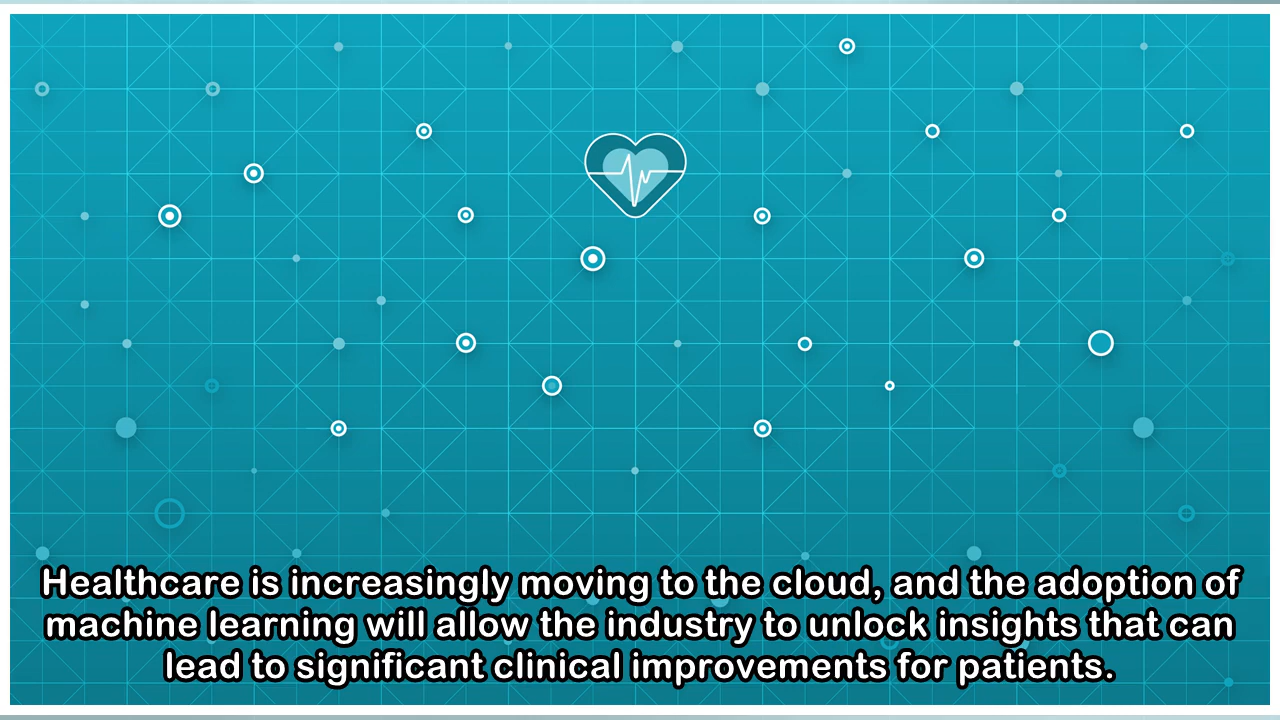 Healthcare is increasingly moving to the cloud, and the adoption of
machine learning will allow the industry to unlock insights that can
lead to significant clinical improvements for patients.